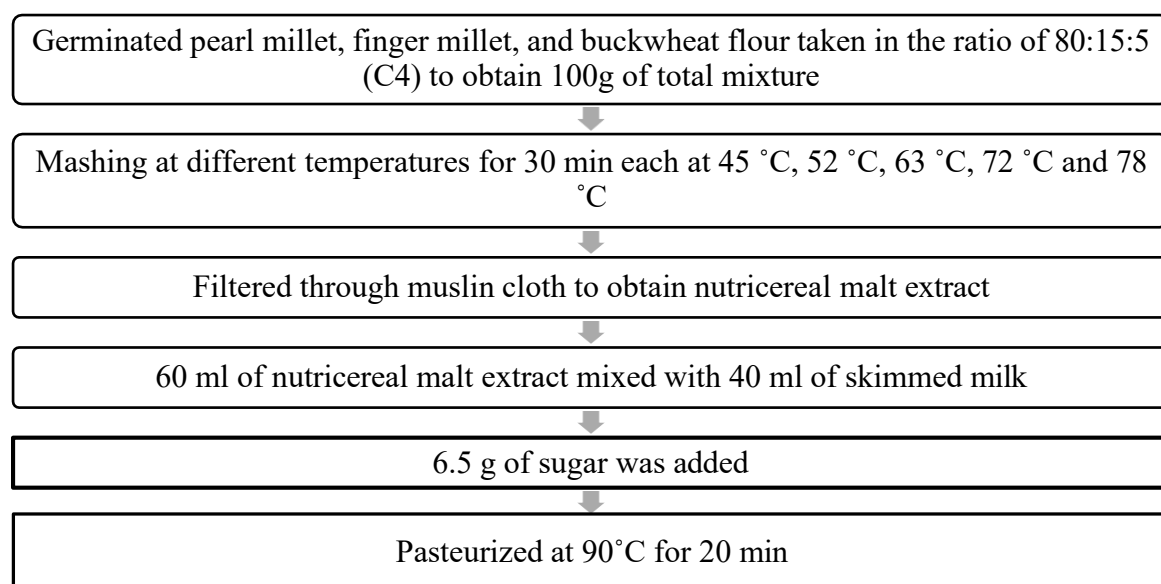 Germinated pearl millet, finger millet, and buckwheat flour taken in the ratio of 80:15:5
(C4) to obtain 100g of total mixture
Mashing at different temperatures for 30 min each at 45 ˚C, 52 ˚C, 63 ˚C, 72 ˚C and 78
˚C
Filtered through muslin cloth to obtain nutricereal malt extract
60 ml of nutricereal malt extract mixed with 40 ml of skimmed milk
6.5 g of sugar was added
Pasteurized at 90˚C for 20 min